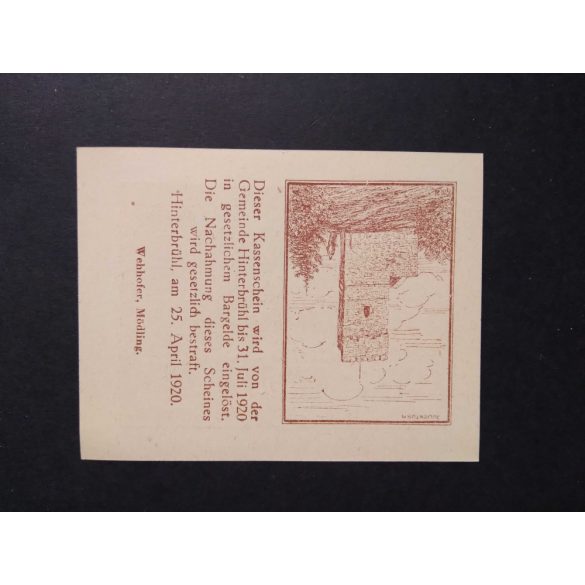 Dieser Kassenschein wird von der
Gemeinde Hinterbrühl bis 31. Juli 1920
in gesetzlichem Bargelde eingelöst.
Die Nachahmung dieses Scheines
wird gesetzlich bestraft.
Hinterbrühl, am 25. April 1920.
Wehhofer, Mödling.